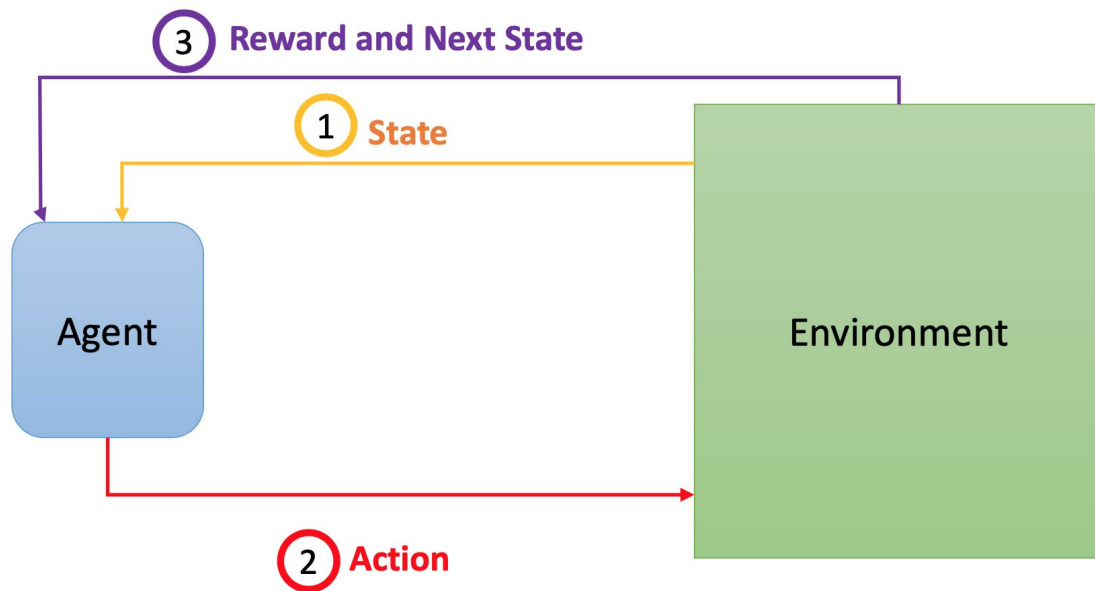 3 Reward and Next State
1 State
Agent
Environment
2 Action